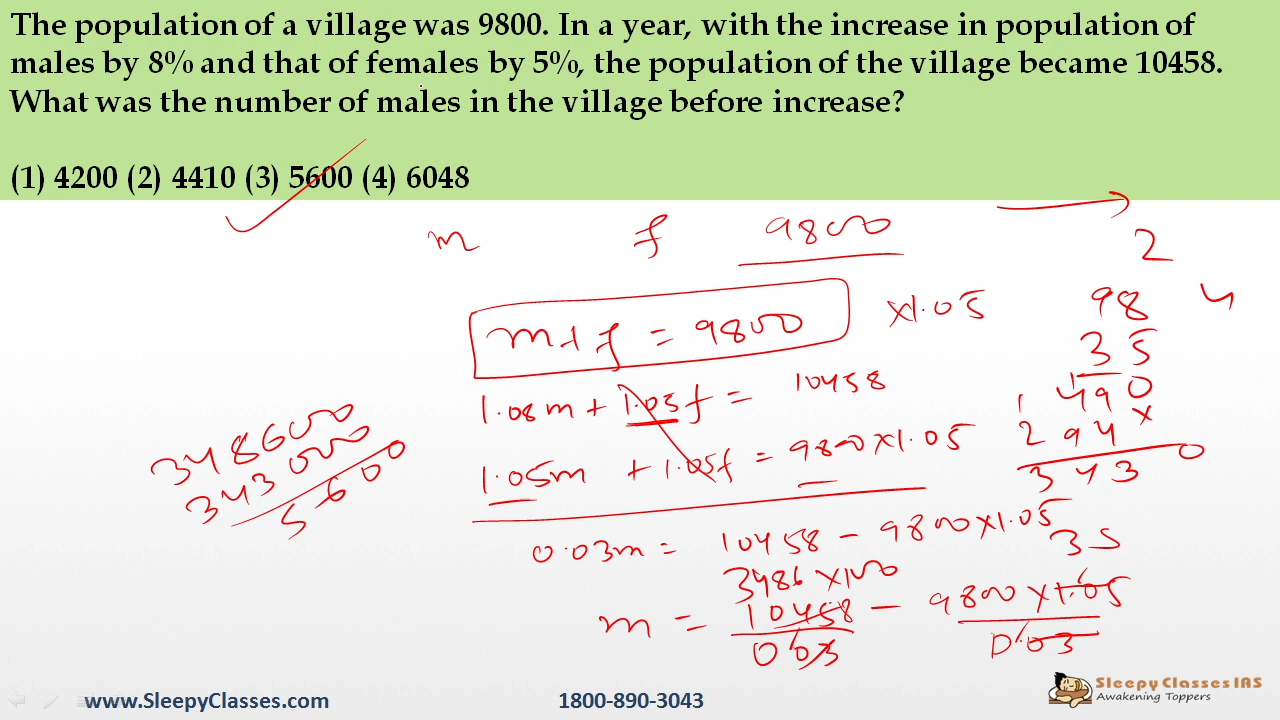 The population of a village was 9800. In a year, with the increase in population of
males by 8% and that of females by 5%, the population of the village became 10458.
What was the number of males in the village before increase?
(1) 4200 (2) 4410 (3) 5600 (4) 6048
m f 9800
2
m+f = 9800 ×1.05
98 4
35
1.08m + 1.05f = 10458
1 490
1.05m + 1.05f = 9800×1.05
294×
3430
348600
343000
5600
0.03m = 10458 - 9800×1.05
3486×100
35
m = 10458 - 9800×1.05
0.03 0.03
www.SleepyClasses.com 1800-890-3043 Sleepy Classes IAS
Awakening Toppers